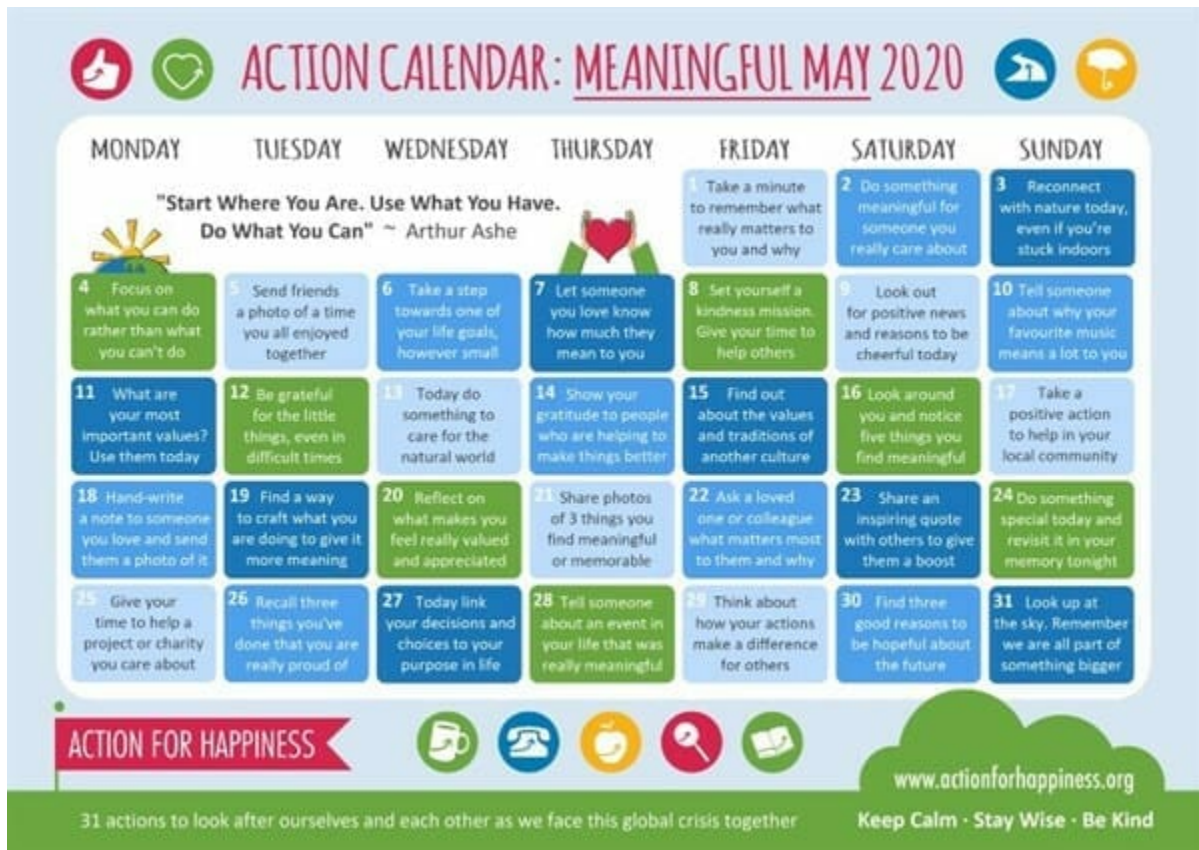 ACTION CALENDAR: MEANINGFUL MAY 2020
MONDAY TUESDAY WEDNESDAY THURSDAY FRIDAY SATURDAY SUNDAY
"Start Where You Are. Use What You Have.
Do What You Can" ~ Arthur Ashe
1 Take a minute
to remember what
really matters to
you and why
2 Do something
meaningful for
someone you
really care about
3 Reconnect
with nature today,
even if you're
stuck indoors
4 Focus on
what you can do
rather than what
you can't do
5 Send friends
a photo of a time
you all enjoyed
together
6 Take a step
towards one of
your life goals,
however small
7 Let someone
you love know
how much they
mean to you
8 Set yourself a
kindness mission.
Give your time to
help others
9 Look out
for positive news
and reasons to be
cheerful today
10 Tell someone
about why your
favourite music
means a lot to you
11 What are
your most
important values?
Use them today
12 Be grateful
for the little
things, even in
difficult times
13 Today do
something to
care for the
natural world
14 Show your
gratitude to people
who are helping to
make things better
15 Find out
about the values
and traditions of
another culture
16 Look around
you and notice
five things you
find meaningful
17 Take a
positive action
to help in your
local community
18 Hand-write
a note to someone
you love and send
them a photo of it
19 Find a way
to craft what you
are doing to give it
more meaning
20 Reflect on
what makes you
feel really valued
and appreciated
21 Share photos
of 3 things you
find meaningful
or memorable
22 Ask a loved
one or colleague
what matters most
to them and why
23 Share an
inspiring quote
with others to give
them a boost
24 Do something
special today and
revisit it in your
memory tonight
25 Give your
time to help a
project or charity
you care about
26 Recall three
things you've
done that you are
really proud of
27 Today link
your decisions and
choices to your
purpose in life
28 Tell someone
about an event in
your life that was
really meaningful
29 Think about
how your actions
make a difference
for others
30 Find three
good reasons to
be hopeful about
the future
31 Look up at
the sky. Remember
we are all part of
something bigger
ACTION FOR HAPPINESS
www.actionforhappiness.org
31 actions to look after ourselves and each other as we face this global crisis together
Keep Calm · Stay Wise · Be Kind